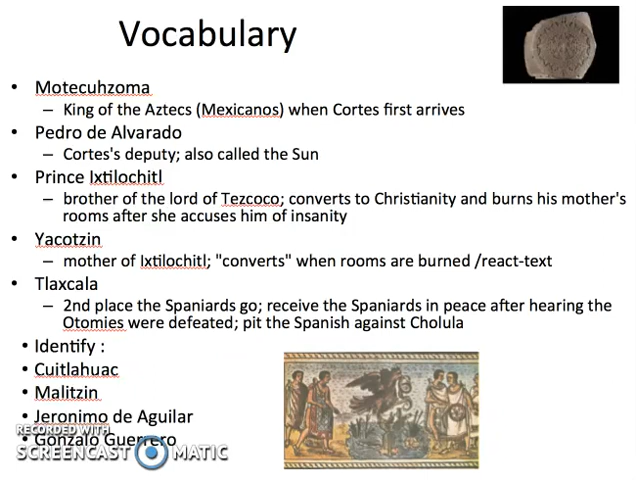 Vocabulary
• Motecuhzoma
– King of the Aztecs (Mexicanos) when Cortes first arrives
• Pedro de Alvarado
– Cortes's deputy; also called the Sun
• Prince Ixtilochitl
– brother of the lord of Tezcoco; converts to Christianity and burns his mother's
rooms after she accuses him of insanity
• Yacotzin
– mother of Ixtilochitl; "converts" when rooms are burned /react-text
• Tlaxcala
– 2nd place the Spaniards go; receive the Spaniards in peace after hearing the
Otomies were defeated; pit the Spanish against Cholula
• Identify :
• Cuitlahuac
• Malitzin
• Jeronimo de Aguilar
RECORDED WITH
• Gonzalo Guerrero
SCREENCAST MATIC